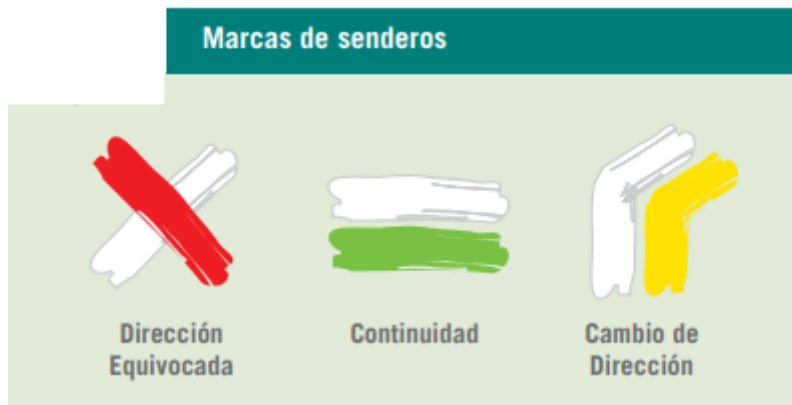 Marcas de senderos
Dirección
Equivocada
Continuidad
Cambio de
Dirección